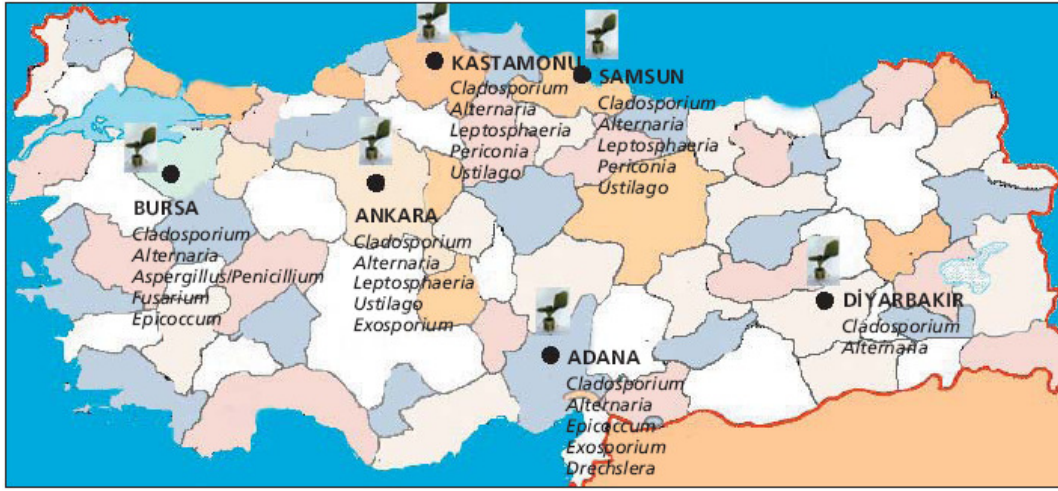 KASTAMONU
Cladosporium
Alternaria
Leptosphaeria
Periconia
Ustilago
SAMSUN
Cladosporium
Alternaria
Leptosphaeria
Periconia
Ustilago
BURSA
Cladosporium
Alternaria
Aspergillus/Penicillium
Fusarium
Epicoccum
ANKARA
Cladosporium
Alternaria
Leptosphaeria
Ustilago
Exosporium
ADANA
Cladosporium
Alternaria
Epicoccum
Exosporium
Drechslera
DİYARBAKIR
Cladosporium
Alternaria